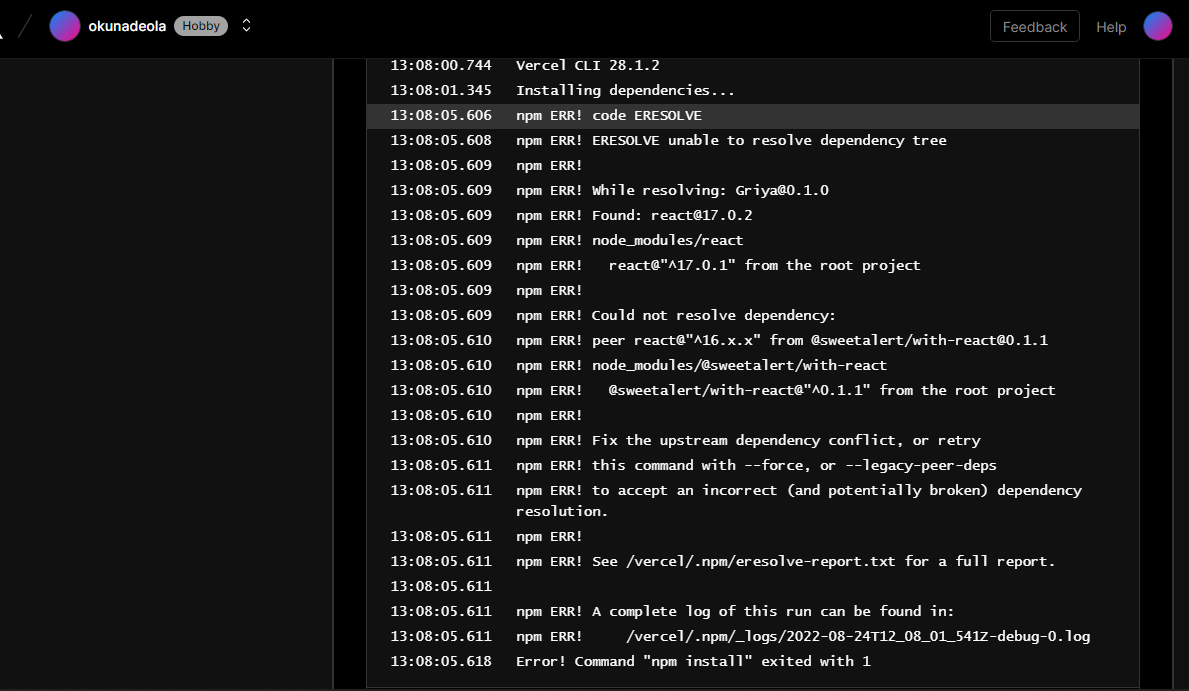 okunadeola Hobby Feedback Help
13:08:00.744 Vercel CLI 28.1.2
13:08:01.345 Installing dependencies...
13:08:05.606 npm ERR! code ERESOLVE
13:08:05.608 npm ERR! ERESOLVE unable to resolve dependency tree
13:08:05.609 npm ERR!
13:08:05.609 npm ERR! While resolving: Griya@0.1.0
13:08:05.609 npm ERR! Found: react@17.0.2
13:08:05.609 npm ERR! node_modules/react
13:08:05.609 npm ERR!   react@"^17.0.1" from the root project
13:08:05.609 npm ERR!
13:08:05.609 npm ERR! Could not resolve dependency:
13:08:05.610 npm ERR! peer react@"^16.x.x" from @sweetalert/with-react@0.1.1
13:08:05.610 npm ERR! node_modules/@sweetalert/with-react
13:08:05.610 npm ERR!   @sweetalert/with-react@"^0.1.1" from the root project
13:08:05.610 npm ERR!
13:08:05.610 npm ERR! Fix the upstream dependency conflict, or retry
13:08:05.611 npm ERR! this command with --force, or --legacy-peer-deps
13:08:05.611 npm ERR! to accept an incorrect (and potentially broken) dependency
resolution.
13:08:05.611 npm ERR!
13:08:05.611 npm ERR! See /vercel/.npm/eresolve-report.txt for a full report.
13:08:05.611
13:08:05.611 npm ERR! A complete log of this run can be found in:
13:08:05.611 npm ERR!     /vercel/.npm/_logs/2022-08-24T12_08_01_541Z-debug-0.log
13:08:05.618 Error! Command "npm install" exited with 1